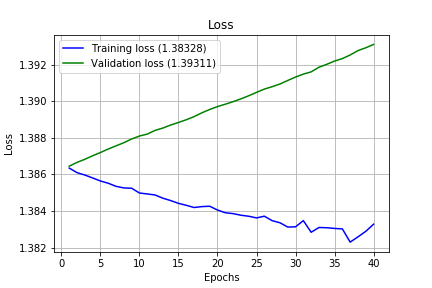 Loss
Training loss (1.38328)
Validation loss (1.39311)
Loss
1.392
1.390
1.388
1.386
1.384
1.382
0 5 10 15 20 25 30 35 40
Epochs